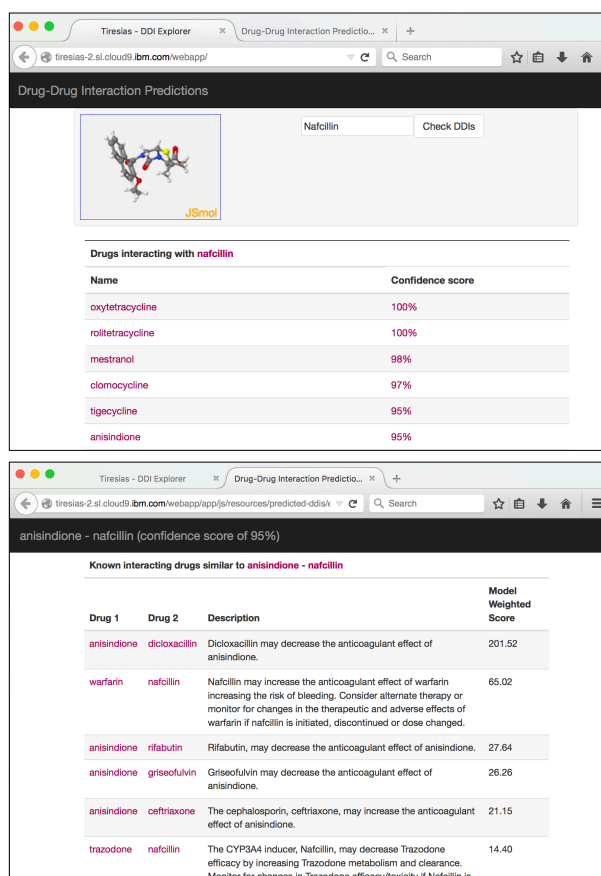 Tiresias - DDI Explorer × Drug-Drug Interaction Predictio... × +
tiresias-2.sl.cloud9.ibm.com/webapp/ Search
Drug-Drug Interaction Predictions
Nafcillin Check DDIs
JSmol
Drugs interacting with nafcillin
Name Confidence score
oxytetracycline 100%
rolitetracycline 100%
mestranol 98%
clomocycline 97%
tigecycline 95%
anisindione 95%
Tiresias - DDI Explorer × Drug-Drug Interaction Predictio... × +
tiresias-2.sl.cloud9.ibm.com/webapp/app/js/resources/predicted-ddis/ Search
anisindione - nafcillin (confidence score of 95%)
Known interacting drugs similar to anisindione - nafcillin
Model
Weighted
Drug 1 Drug 2 Description Score
anisindione dicloxacillin Dicloxacillin may decrease the anticoagulant effect of 201.52
anisindione.
warfarin nafcillin Nafcillin may increase the anticoagulant effect of warfarin 65.02
increasing the risk of bleeding. Consider alternate therapy or
monitor for changes in the therapeutic and adverse effects of
warfarin if nafcillin is initiated, discontinued or dose changed.
anisindione rifabutin Rifabutin, may decrease the anticoagulant effect of anisindione. 27.64
anisindione griseofulvin Griseofulvin may decrease the anticoagulant effect of 26.26
anisindione.
anisindione ceftriaxone The cephalosporin, ceftriaxone, may increase the anticoagulant 21.15
effect of anisindione.
trazodone nafcillin The CYP3A4 inducer, Nafcillin, may decrease Trazodone 14.40
efficacy by increasing Trazodone metabolism and clearance.
Monitor for changes in Trazodone efficacy/toxicity if Nafcillin is